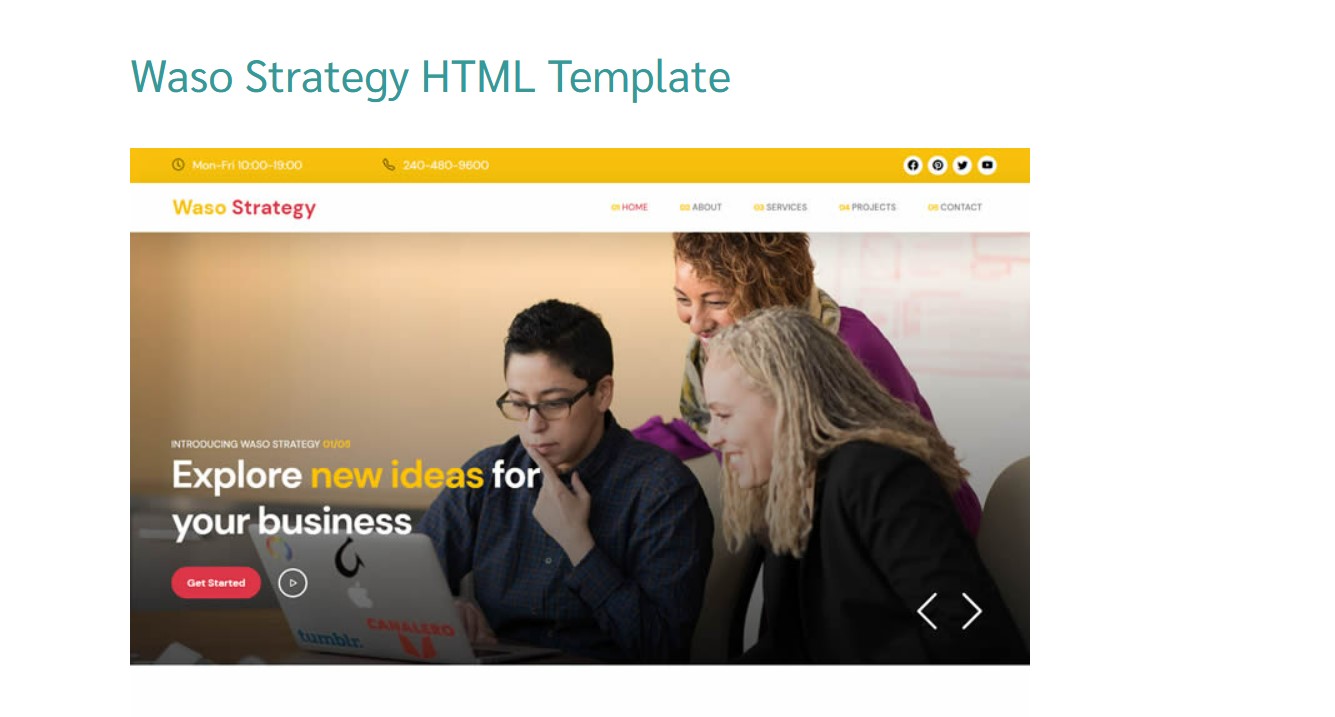 Waso Strategy HTML Template
Mon-Fri 10:00-19:00 240-480-9600
Waso Strategy 01 HOME 02 ABOUT 03 SERVICES 04 PROJECTS 05 CONTACT
INTRODUCING WASO STRATEGY 01/05
Explore new ideas for
your business
Get Started
CANALERO
tumblr.